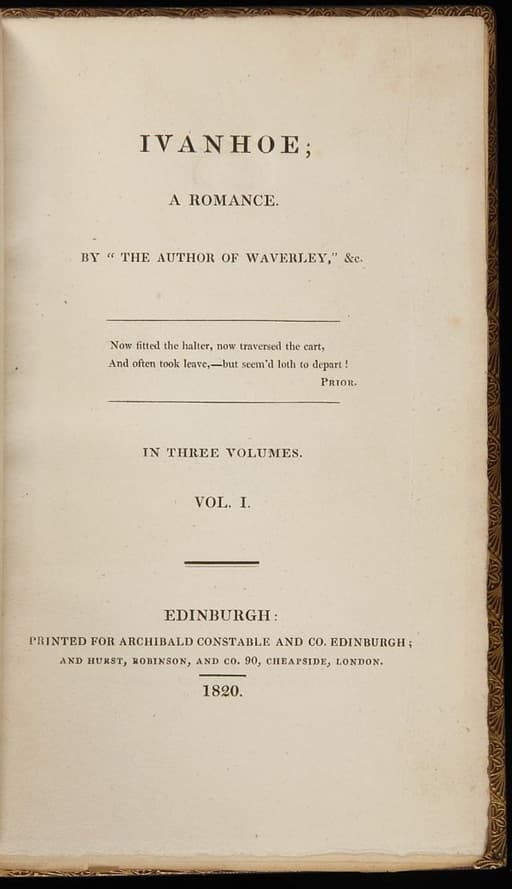 IVANHOE;
A ROMANCE.
BY “ THE AUTHOR OF WAVERLEY,” &c.
Now fitted the halter, now traversed the cart,
And often took leave,—but seem’d loth to depart !
PRIOR.
IN THREE VOLUMES.
VOL. I.
EDINBURGH:
PRINTED FOR ARCHIBALD CONSTABLE AND CO. EDINBURGH;
AND HURST, ROBINSON, AND CO. 90, CHEAPSIDE, LONDON.
1820.